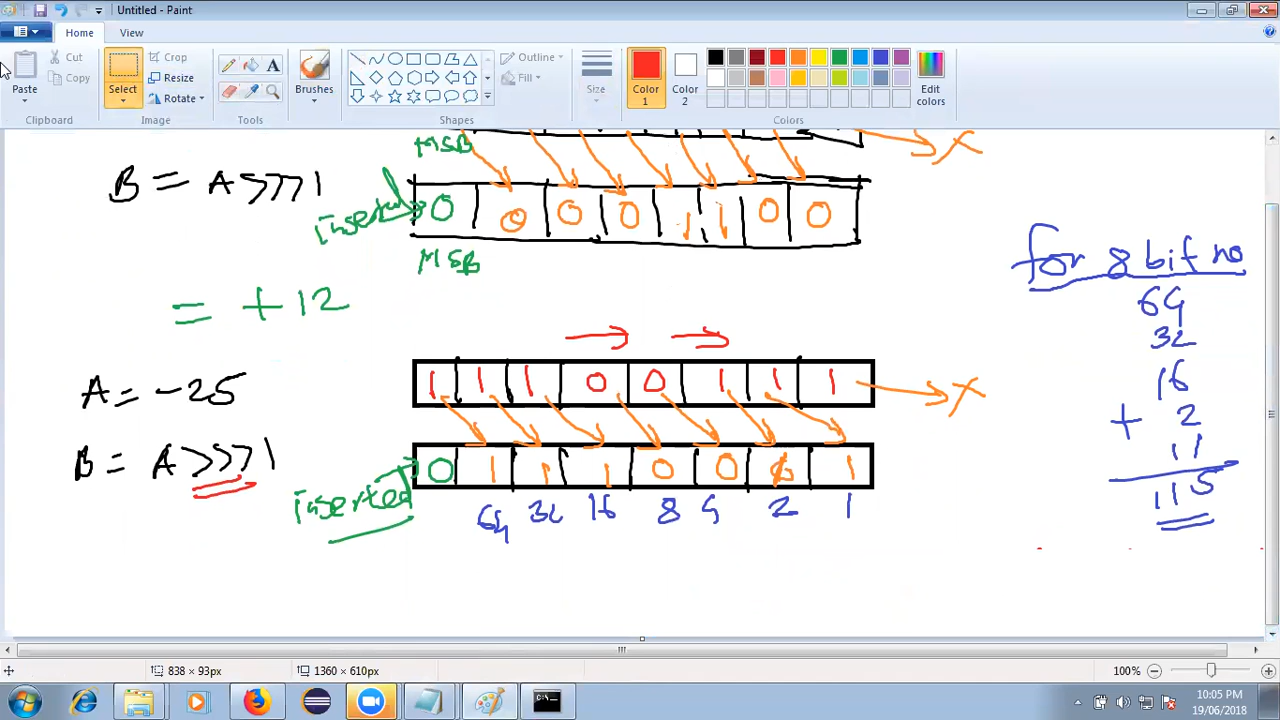 Untitled - Paint
Home View
Paste
Cut
Copy
Clipboard
Select
Crop
Resize
Rotate
Image
Tools
Brushes
Shapes
Outline
Fill
Size
Color 1
Color 2
Colors
Edit colors
MSB
X
B = A >>> 1
inserted
0 0 0 0 1 1 0 0
MSB
= +12
for 8 bit no
64
32
16
+ 2
1
115
A = -25
1 1 1 0 0 1 1 1 X
B = A >>> 1
inserted
0 1 1 1 0 0 1 1
64 32 16 8 4 2 1
838 × 93px
1360 × 610px
100%
10:05 PM
19/06/2018